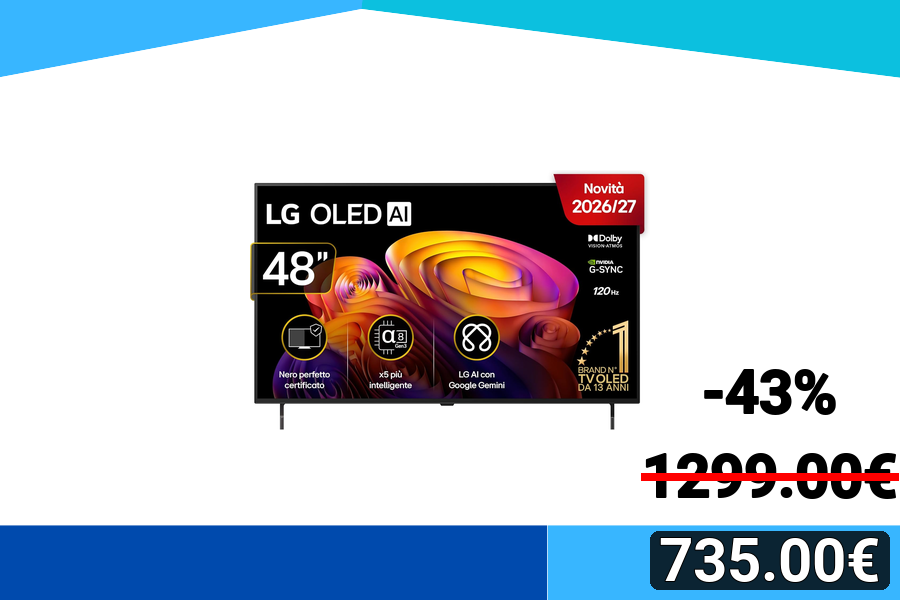 Novità
2026/27
LG OLED AI
Dolby
VISION·ATMOS
48"
NVIDIA
G-SYNC
120Hz
α8
Gen3
1
Nero perfetto
certificato
x5 più
intelligente
LG AI con
Google Gemini
BRAND N°
TV OLED
DA 13 ANNI
-43%
1299.00€
735.00€